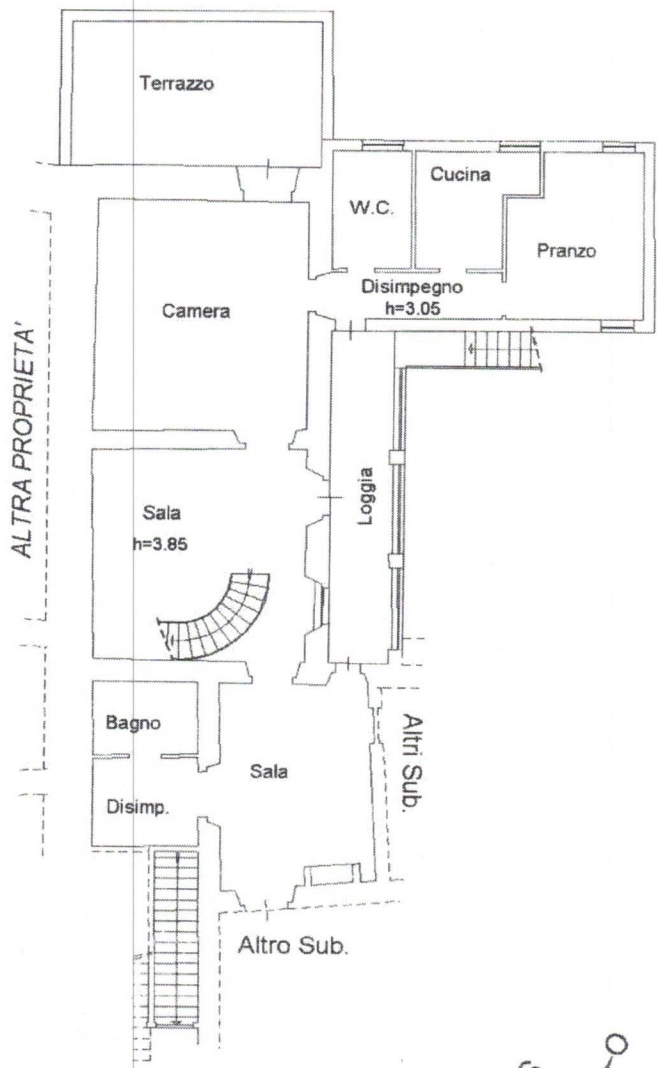 Terrazzo
Cucina
W.C.
Pranzo
Disimpegno
h=3.05
Camera
ALTRA PROPRIETA'
Loggia
Sala
h=3.85
Bagno
Sala
Altri Sub.
Disimp.
Altro Sub.
O